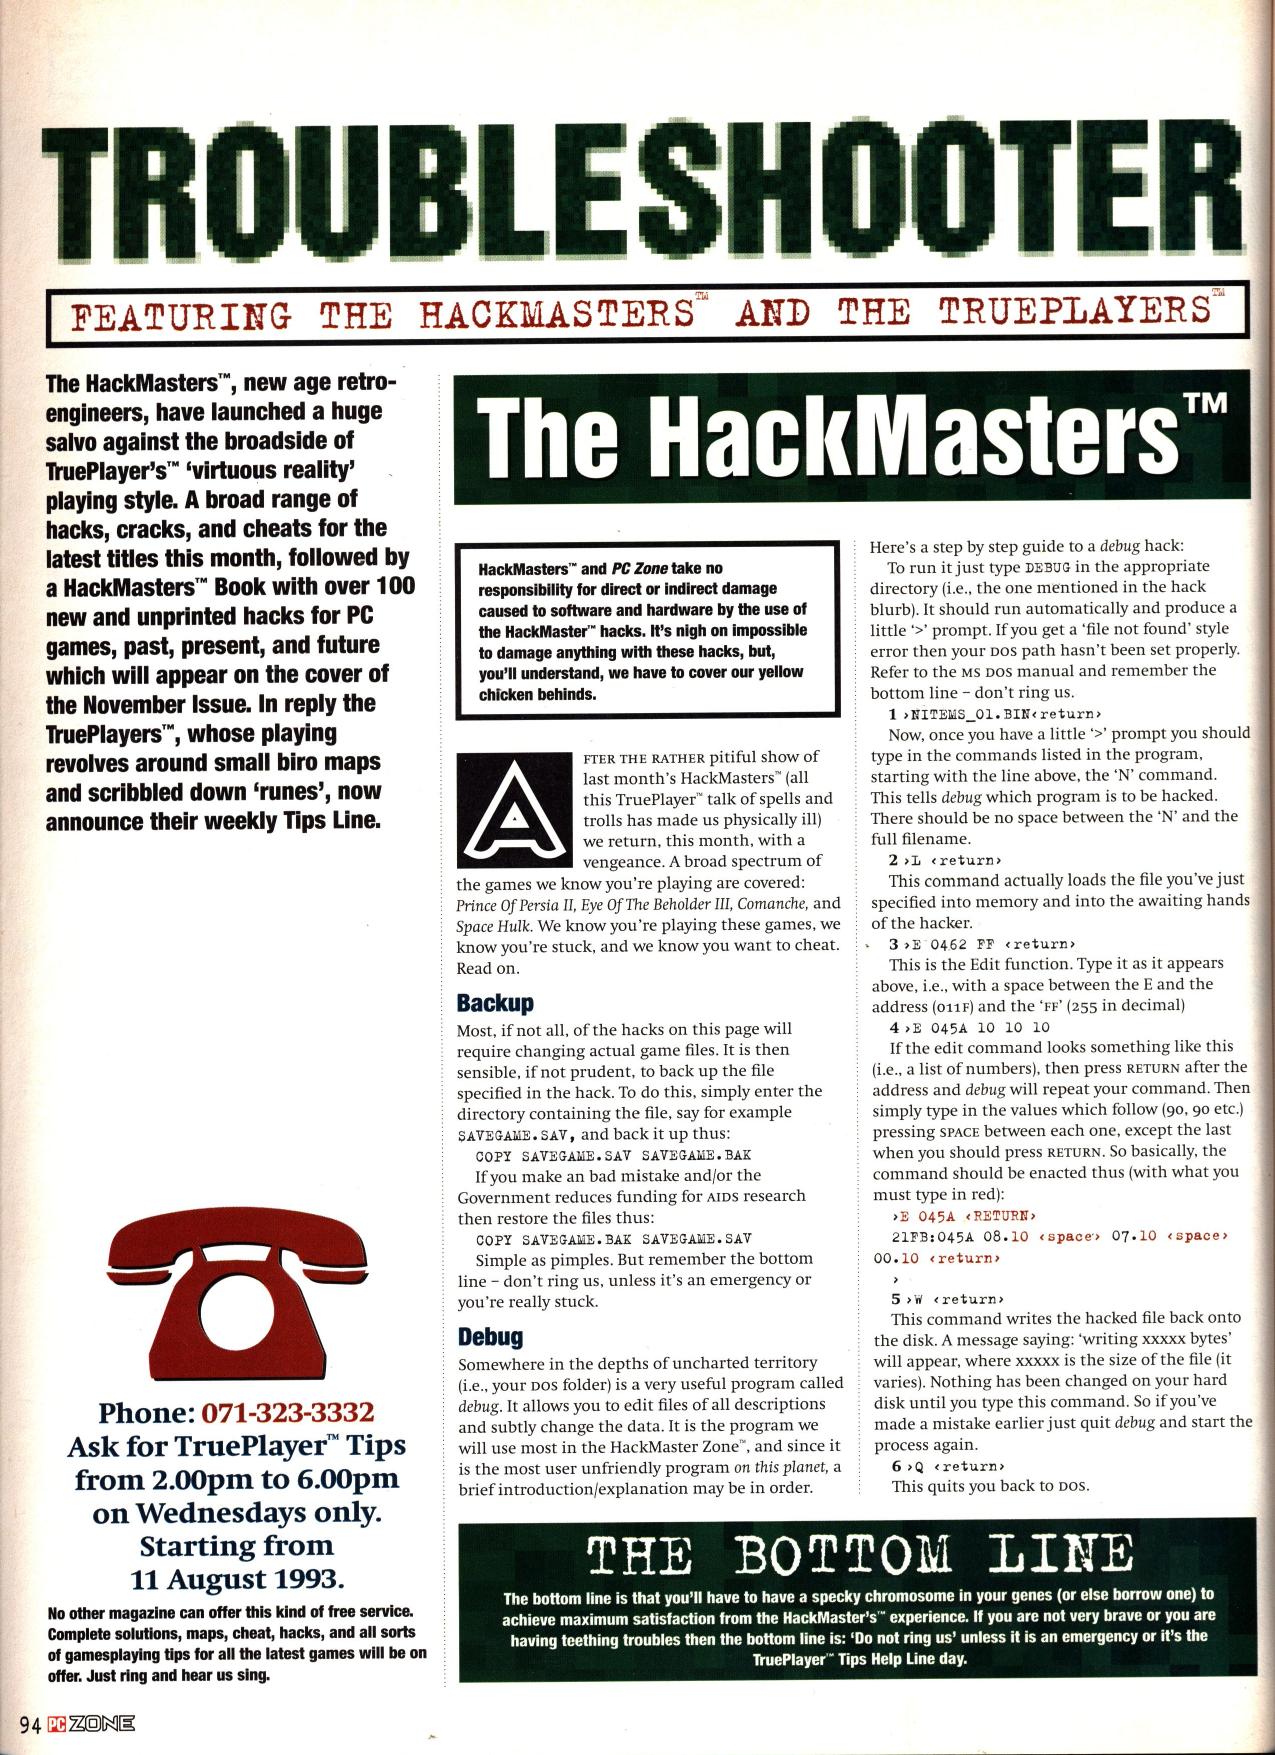 TROUBLESHOOTER
FEATURING THE HACKMASTERS™ AND THE TRUEPLAYERS™
The HackMasters™, new age retro-
engineers, have launched a huge
salvo against the broadside of
TruePlayer's™ 'virtuous reality'
playing style. A broad range of
hacks, cracks, and cheats for the
latest titles this month, followed by
a HackMasters™ Book with over 100
new and unprinted hacks for PC
games, past, present, and future
which will appear on the cover of
the November Issue. In reply the
TruePlayers™, whose playing
revolves around small biro maps
and scribbled down 'runes', now
announce their weekly Tips Line.
Phone: 071-323-3332
Ask for TruePlayer™ Tips
from 2.00pm to 6.00pm
on Wednesdays only.
Starting from
11 August 1993.
No other magazine can offer this kind of free service.
Complete solutions, maps, cheat, hacks, and all sorts
of gamesplaying tips for all the latest games will be on
offer. Just ring and hear us sing.
The HackMasters™
HackMasters™ and PC Zone take no
responsibility for direct or indirect damage
caused to software and hardware by the use of
the HackMaster™ hacks. It's nigh on impossible
to damage anything with these hacks, but,
you'll understand, we have to cover our yellow
chicken behinds.
AFTER THE RATHER pitiful show of
last month's HackMasters™ (all
this TruePlayer™ talk of spells and
trolls has made us physically ill)
we return, this month, with a
vengeance. A broad spectrum of
the games we know you're playing are covered:
Prince Of Persia II, Eye Of The Beholder III, Comanche, and
Space Hulk. We know you're playing these games, we
know you're stuck, and we know you want to cheat.
Read on.
Backup
Most, if not all, of the hacks on this page will
require changing actual game files. It is then
sensible, if not prudent, to back up the file
specified in the hack. To do this, simply enter the
directory containing the file, say for example
SAVEGAME.SAV, and back it up thus:
COPY SAVEGAME.SAV SAVEGAME.BAK
If you make an bad mistake and/or the
Government reduces funding for AIDS research
then restore the files thus:
COPY SAVEGAME.BAK SAVEGAME.SAV
Simple as pimples. But remember the bottom
line – don't ring us, unless it's an emergency or
you're really stuck.
Debug
Somewhere in the depths of uncharted territory
(i.e., your DOS folder) is a very useful program called
debug. It allows you to edit files of all descriptions
and subtly change the data. It is the program we
will use most in the HackMaster Zone™, and since it
is the most user unfriendly program on this planet, a
brief introduction/explanation may be in order.
Here's a step by step guide to a debug hack:
To run it just type DEBUG in the appropriate
directory (i.e., the one mentioned in the hack
blurb). It should run automatically and produce a
little '>' prompt. If you get a 'file not found' style
error then your DOS path hasn't been set properly.
Refer to the MS DOS manual and remember the
bottom line – don't ring us.
1 >NITEMS_01.BIN<return>
Now, once you have a little '>' prompt you should
type in the commands listed in the program,
starting with the line above, the 'N' command.
This tells debug which program is to be hacked.
There should be no space between the 'N' and the
full filename.
2 >L <return>
This command actually loads the file you've just
specified into memory and into the awaiting hands
of the hacker.
3 >E 0462 FF <return>
This is the Edit function. Type it as it appears
above, i.e., with a space between the E and the
address (011F) and the 'FF' (255 in decimal)
4 >E 045A 10 10 10
If the edit command looks something like this
(i.e., a list of numbers), then press RETURN after the
address and debug will repeat your command. Then
simply type in the values which follow (90, 90 etc.)
pressing SPACE between each one, except the last
when you should press RETURN. So basically, the
command should be enacted thus (with what you
must type in red):
>E 045A <RETURN>
21FB:045A 08.10 <space> 07.10 <space>
00.10 <return>
>
5 >W <return>
This command writes the hacked file back onto
the disk. A message saying: 'writing xxxxx bytes'
will appear, where xxxxx is the size of the file (it
varies). Nothing has been changed on your hard
disk until you type this command. So if you've
made a mistake earlier just quit debug and start the
process again.
6 >Q <return>
This quits you back to DOS.
THE BOTTOM LINE
The bottom line is that you'll have to have a specky chromosome in your genes (or else borrow one) to
achieve maximum satisfaction from the HackMaster's™ experience. If you are not very brave or you are
having teething troubles then the bottom line is: 'Do not ring us' unless it is an emergency or it's the
TruePlayer™ Tips Help Line day.
94 PC ZONE